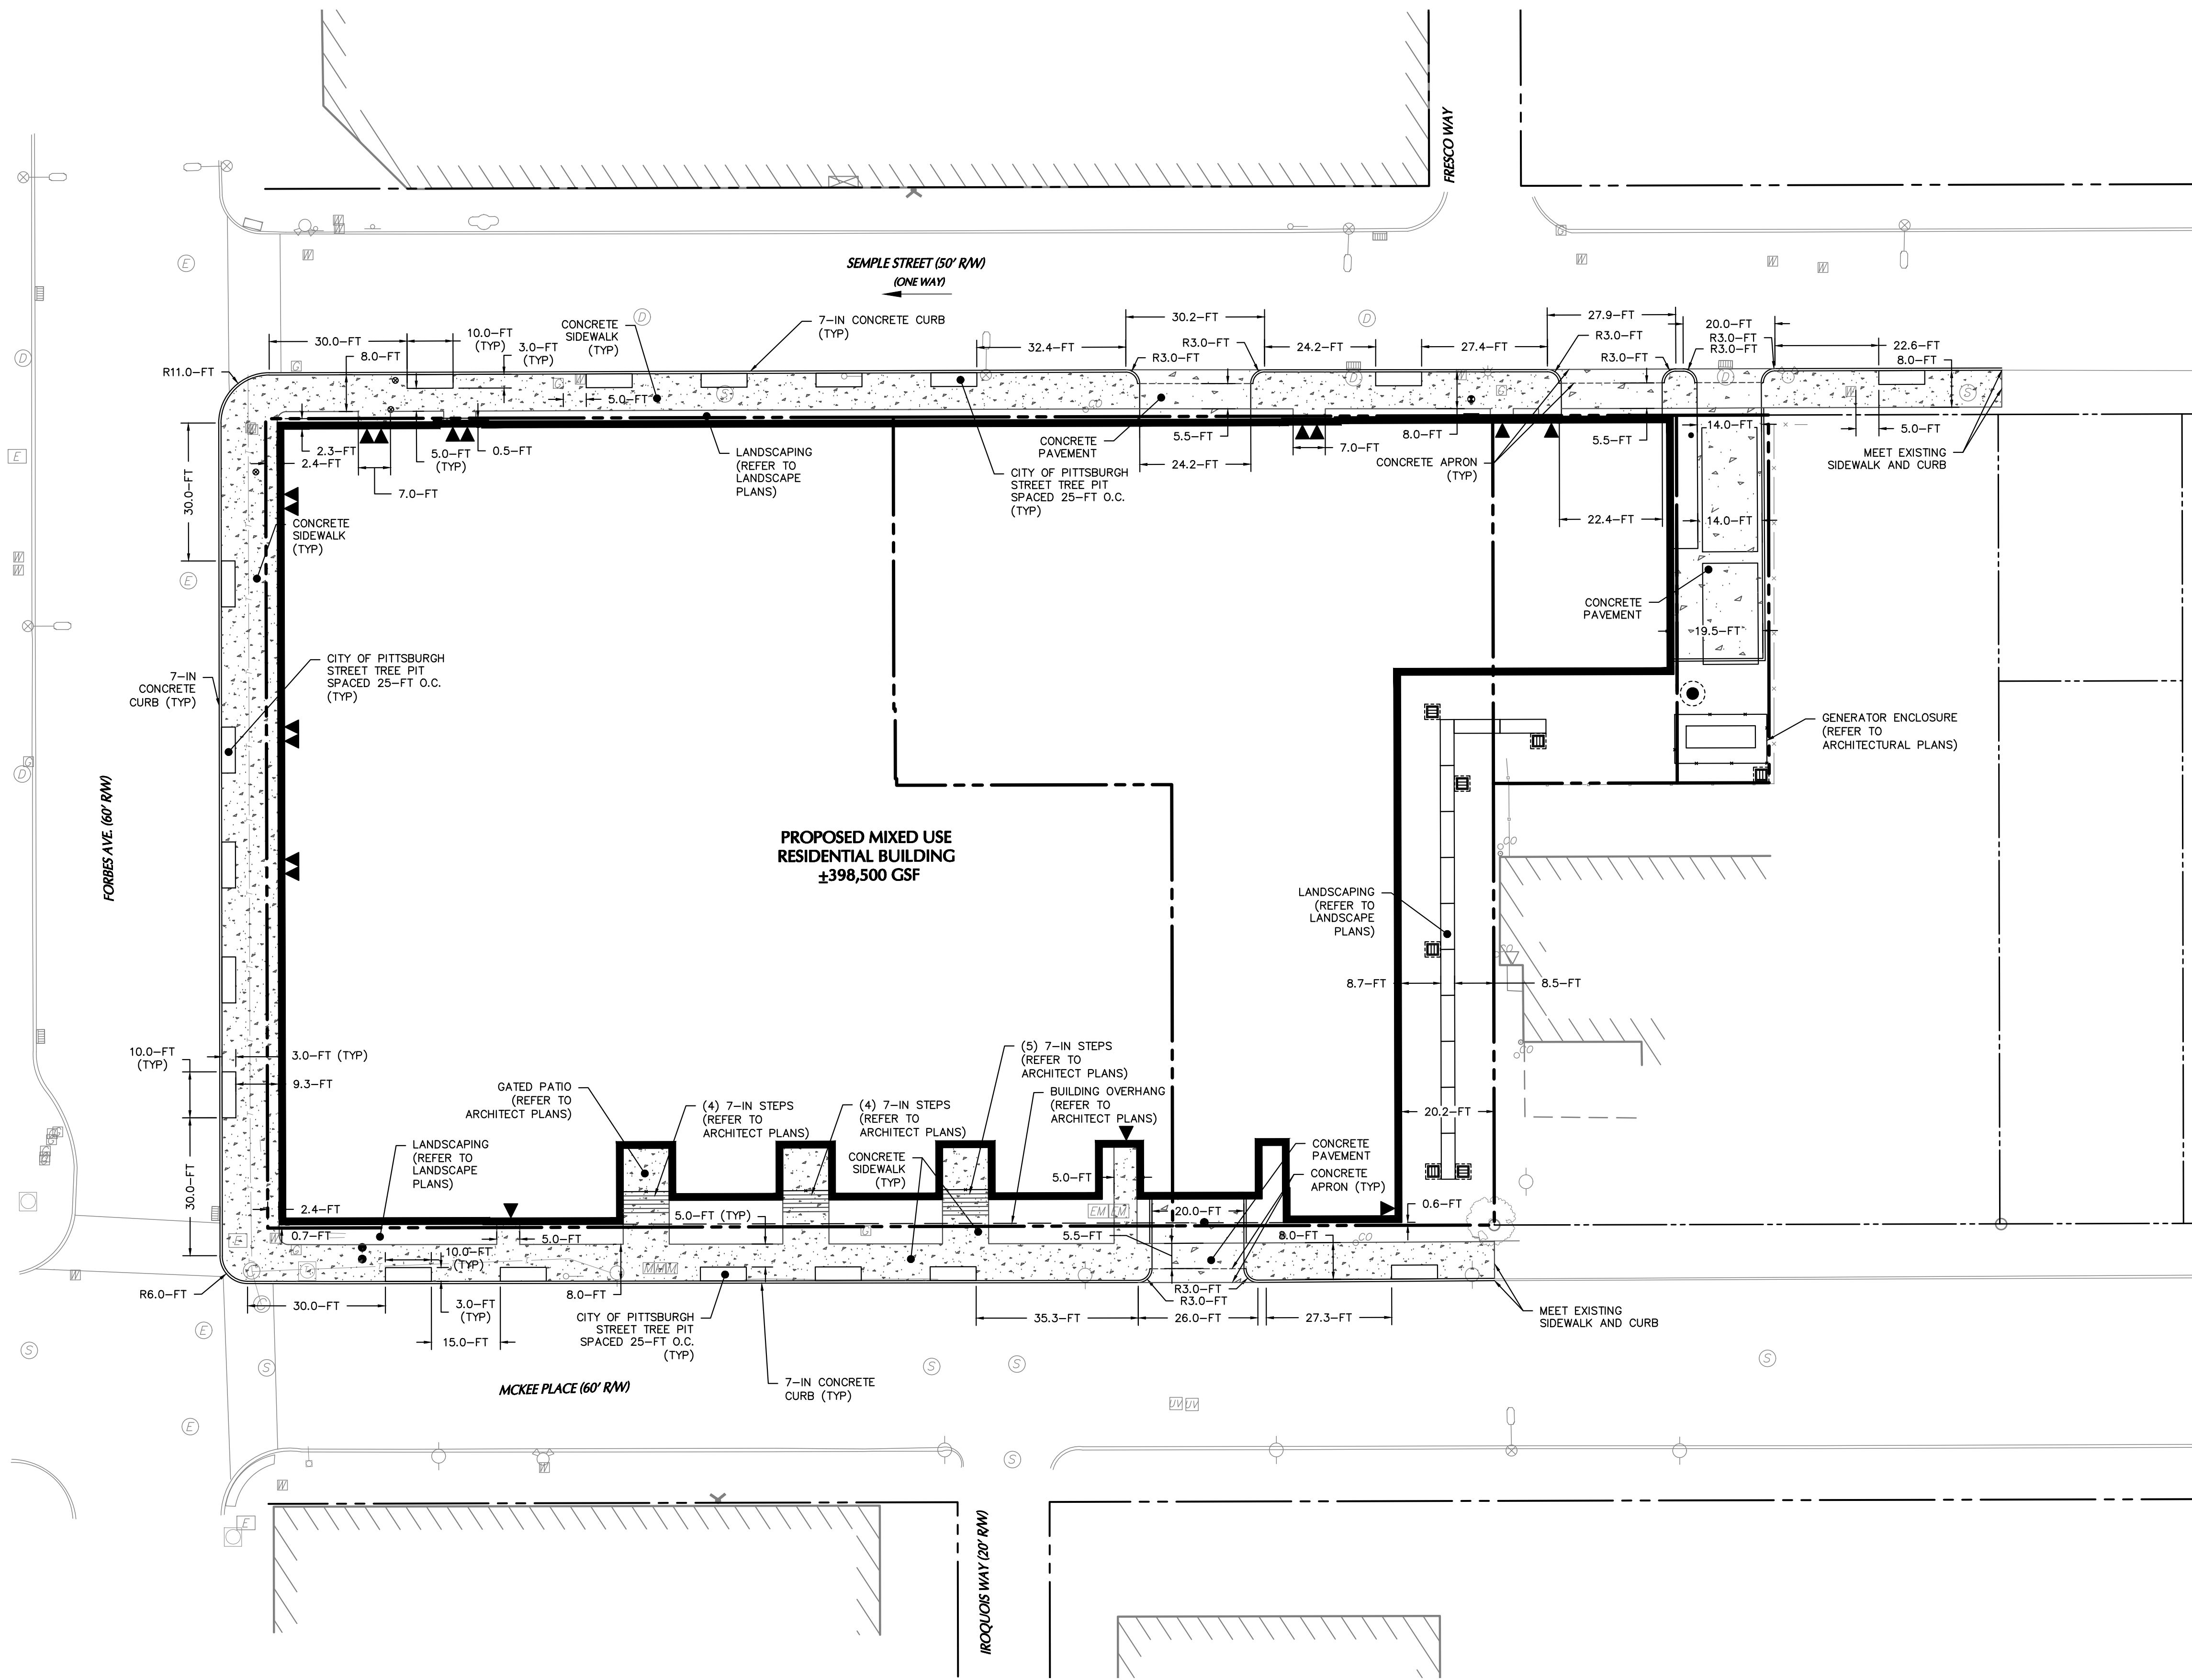 FRESCO WAY
SEMPLE STREET (50' R/W)
(ONE WAY)
D
D
E
D
W
W
W
G
W
W
W
30.0-FT
8.0-FT
10.0-FT
(TYP)
3.0-FT
(TYP)
CONCRETE
SIDEWALK
(TYP)
7-IN CONCRETE CURB
(TYP)
32.4-FT
30.2-FT
R3.0-FT
R3.0-FT
24.2-FT
27.4-FT
27.9-FT
R3.0-FT
R3.0-FT
20.0-FT
R3.0-FT
R3.0-FT
22.6-FT
8.0-FT
R11.0-FT
5.0-FT
2.3-FT
2.4-FT
5.0-FT
(TYP)
0.5-FT
7.0-FT
LANDSCAPING
(REFER TO
LANDSCAPE
PLANS)
CONCRETE
PAVEMENT
5.5-FT
24.2-FT
CITY OF PITTSBURGH
STREET TREE PIT
SPACED 25-FT O.C.
(TYP)
7.0-FT
8.0-FT
CONCRETE APRON
(TYP)
5.5-FT
14.0-FT
5.0-FT
MEET EXISTING
SIDEWALK AND CURB
30.0-FT
CONCRETE
SIDEWALK
(TYP)
22.4-FT
14.0-FT
CONCRETE
PAVEMENT
19.5-FT
E
W
W
E
D
CITY OF PITTSBURGH
STREET TREE PIT
SPACED 25-FT O.C.
(TYP)
7-IN
CONCRETE
CURB (TYP)
GENERATOR ENCLOSURE
(REFER TO
ARCHITECTURAL PLANS)
FORBES AVE. (60' R/W)
PROPOSED MIXED USE
RESIDENTIAL BUILDING
±398,500 GSF
CO
LANDSCAPING
(REFER TO
LANDSCAPE
PLANS)
8.7-FT
8.5-FT
CO
10.0-FT
(TYP)
3.0-FT (TYP)
9.3-FT
GATED PATIO
(REFER TO
ARCHITECT PLANS)
(4) 7-IN STEPS
(REFER TO
ARCHITECT PLANS)
(4) 7-IN STEPS
(REFER TO
ARCHITECT PLANS)
(5) 7-IN STEPS
(REFER TO
ARCHITECT PLANS)
BUILDING OVERHANG
(REFER TO
ARCHITECT PLANS)
20.2-FT
LANDSCAPING
(REFER TO
LANDSCAPE
PLANS)
CONCRETE
SIDEWALK
(TYP)
5.0-FT
CONCRETE
PAVEMENT
CONCRETE
APRON (TYP)
30.0-FT
2.4-FT
0.7-FT
5.0-FT
5.0-FT (TYP)
EM EM
20.0-FT
5.5-FT
0.6-FT
8.0-FT
CO
10.0-FT
(TYP)
R6.0-FT
30.0-FT
3.0-FT
(TYP)
15.0-FT
8.0-FT
R3.0-FT
R3.0-FT
35.3-FT
26.0-FT
27.3-FT
CITY OF PITTSBURGH
STREET TREE PIT
SPACED 25-FT O.C.
(TYP)
MEET EXISTING
SIDEWALK AND CURB
E
S
S
S
S
S
MCKEE PLACE (60' R/W)
7-IN CONCRETE
CURB (TYP)
UV UV
E
S
W
W
E
IROQUOIS WAY (20' R/W)